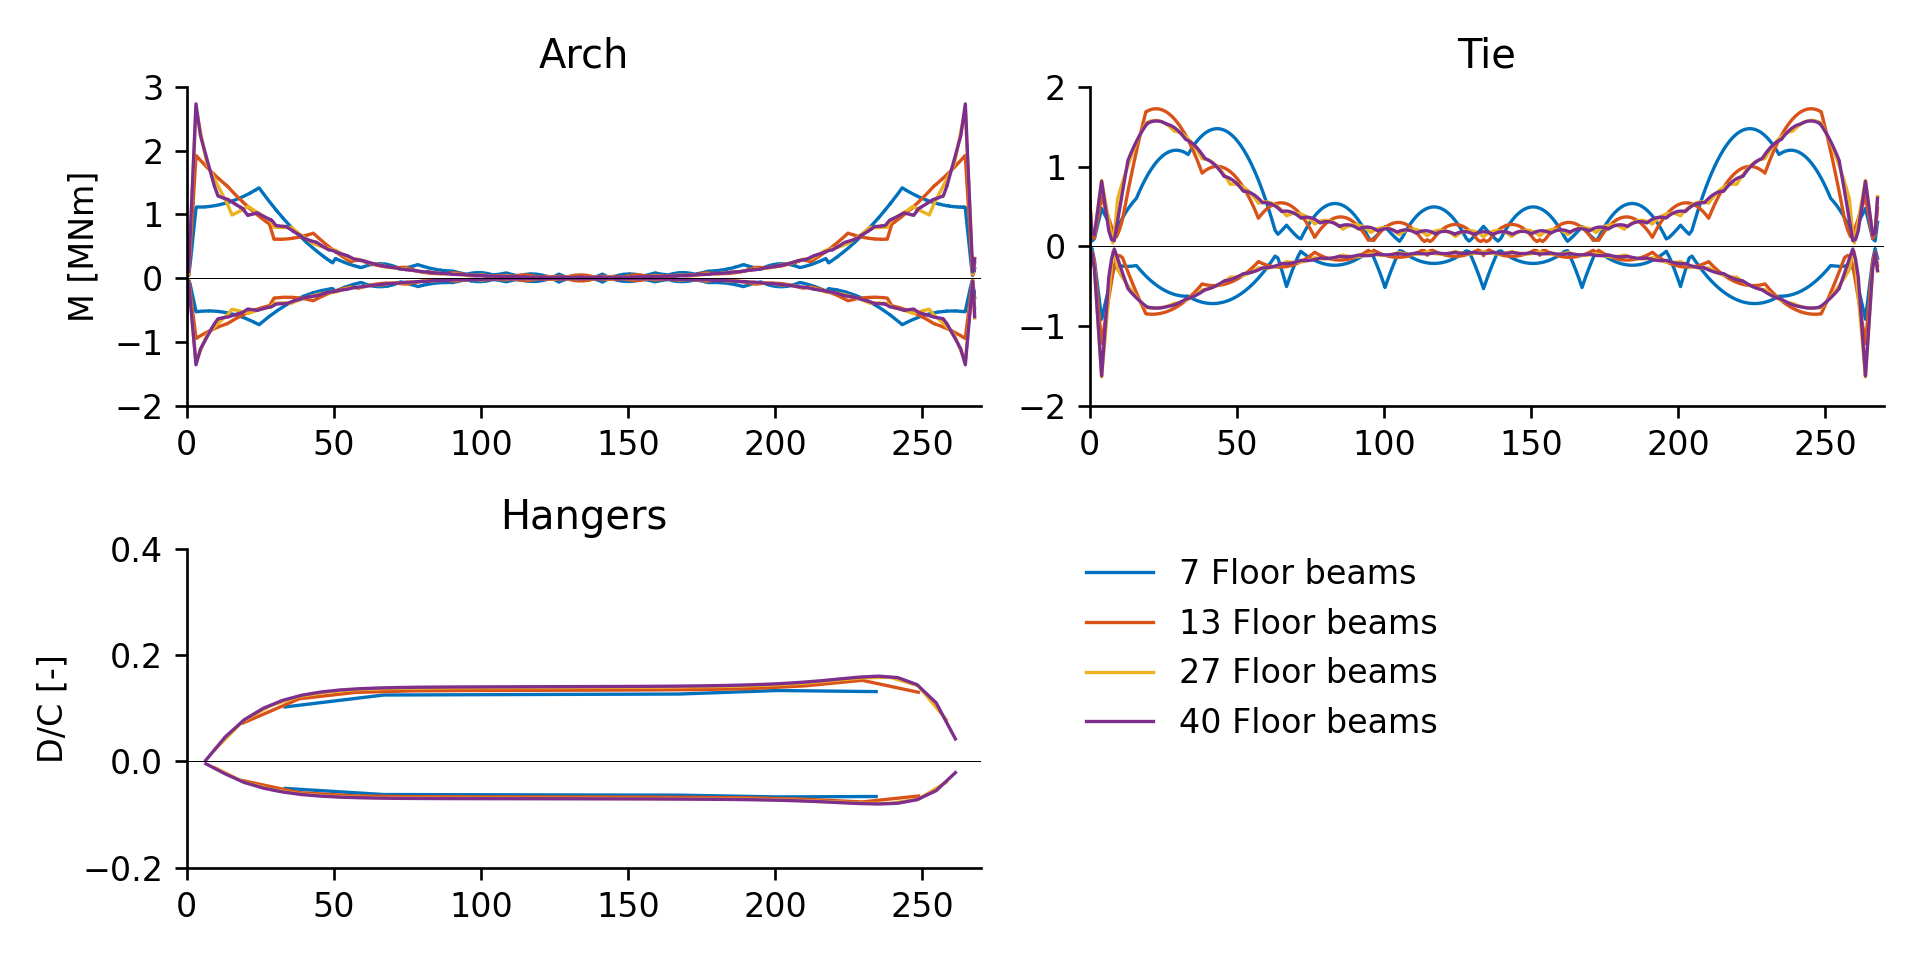 Arch
Tie
M [MNm]
3
2
1
0
−1
−2
0 50 100 150 200 250
2
1
0
−1
−2
0 50 100 150 200 250
Hangers
D/C [-]
0.4
0.2
0.0
−0.2
0 50 100 150 200 250
7 Floor beams
13 Floor beams
27 Floor beams
40 Floor beams